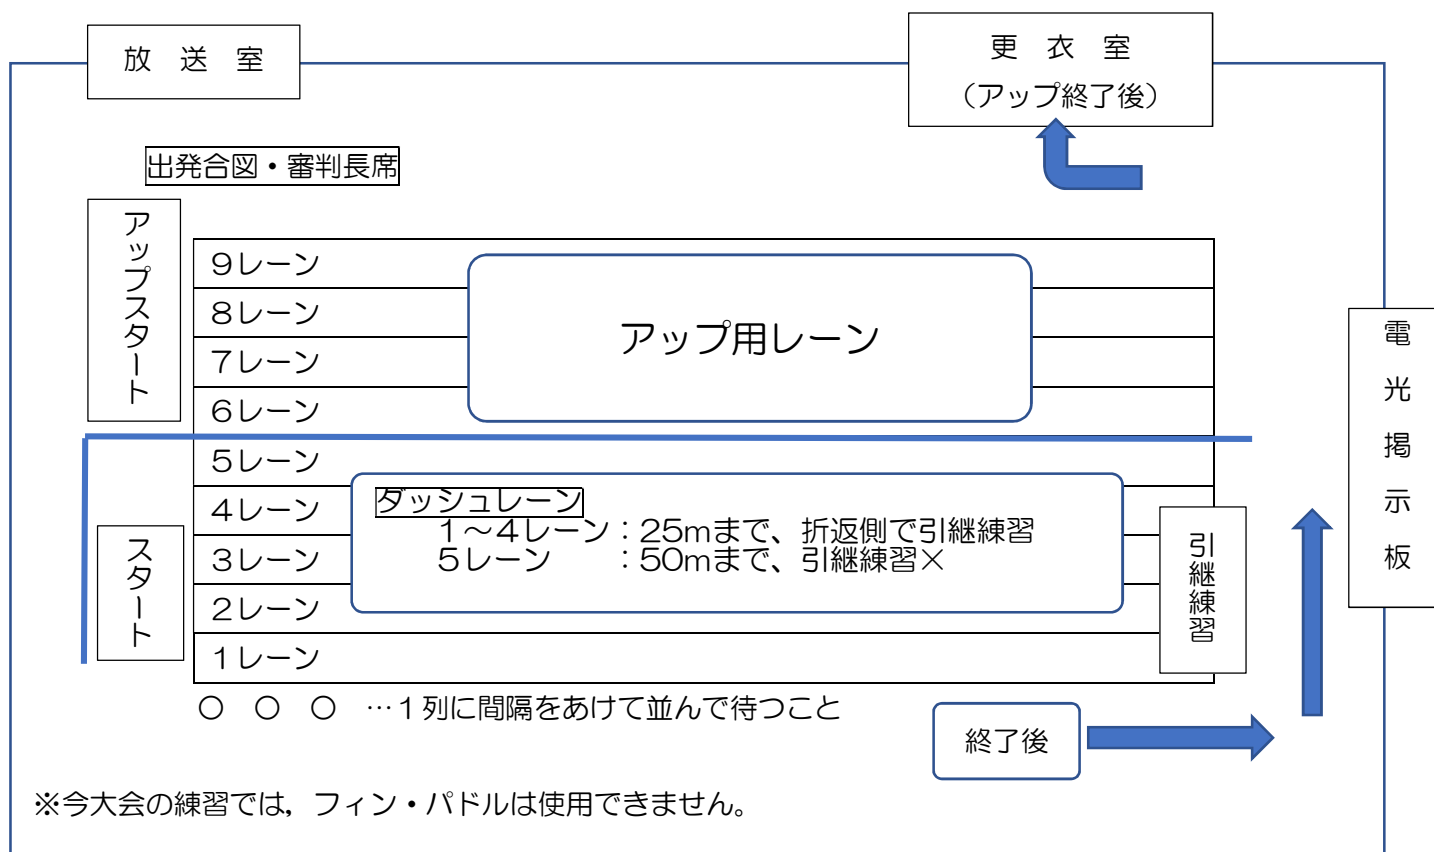 放　送　室
更　衣　室
（アップ終了後）
出発合図・審判長席
アップスタート
９レーン
８レーン
７レーン
６レーン
アップ用レーン
５レーン
４レーン
３レーン
２レーン
１レーン
ダッシュレーン
１～４レーン：25mまで、折返側で引継練習
５レーン　　：50mまで、引継練習×
スタート
引継練習
電光掲示板
○　○　○　…１列に間隔をあけて並んで待つこと
終了後
※今大会の練習では，フィン・パドルは使用できません。